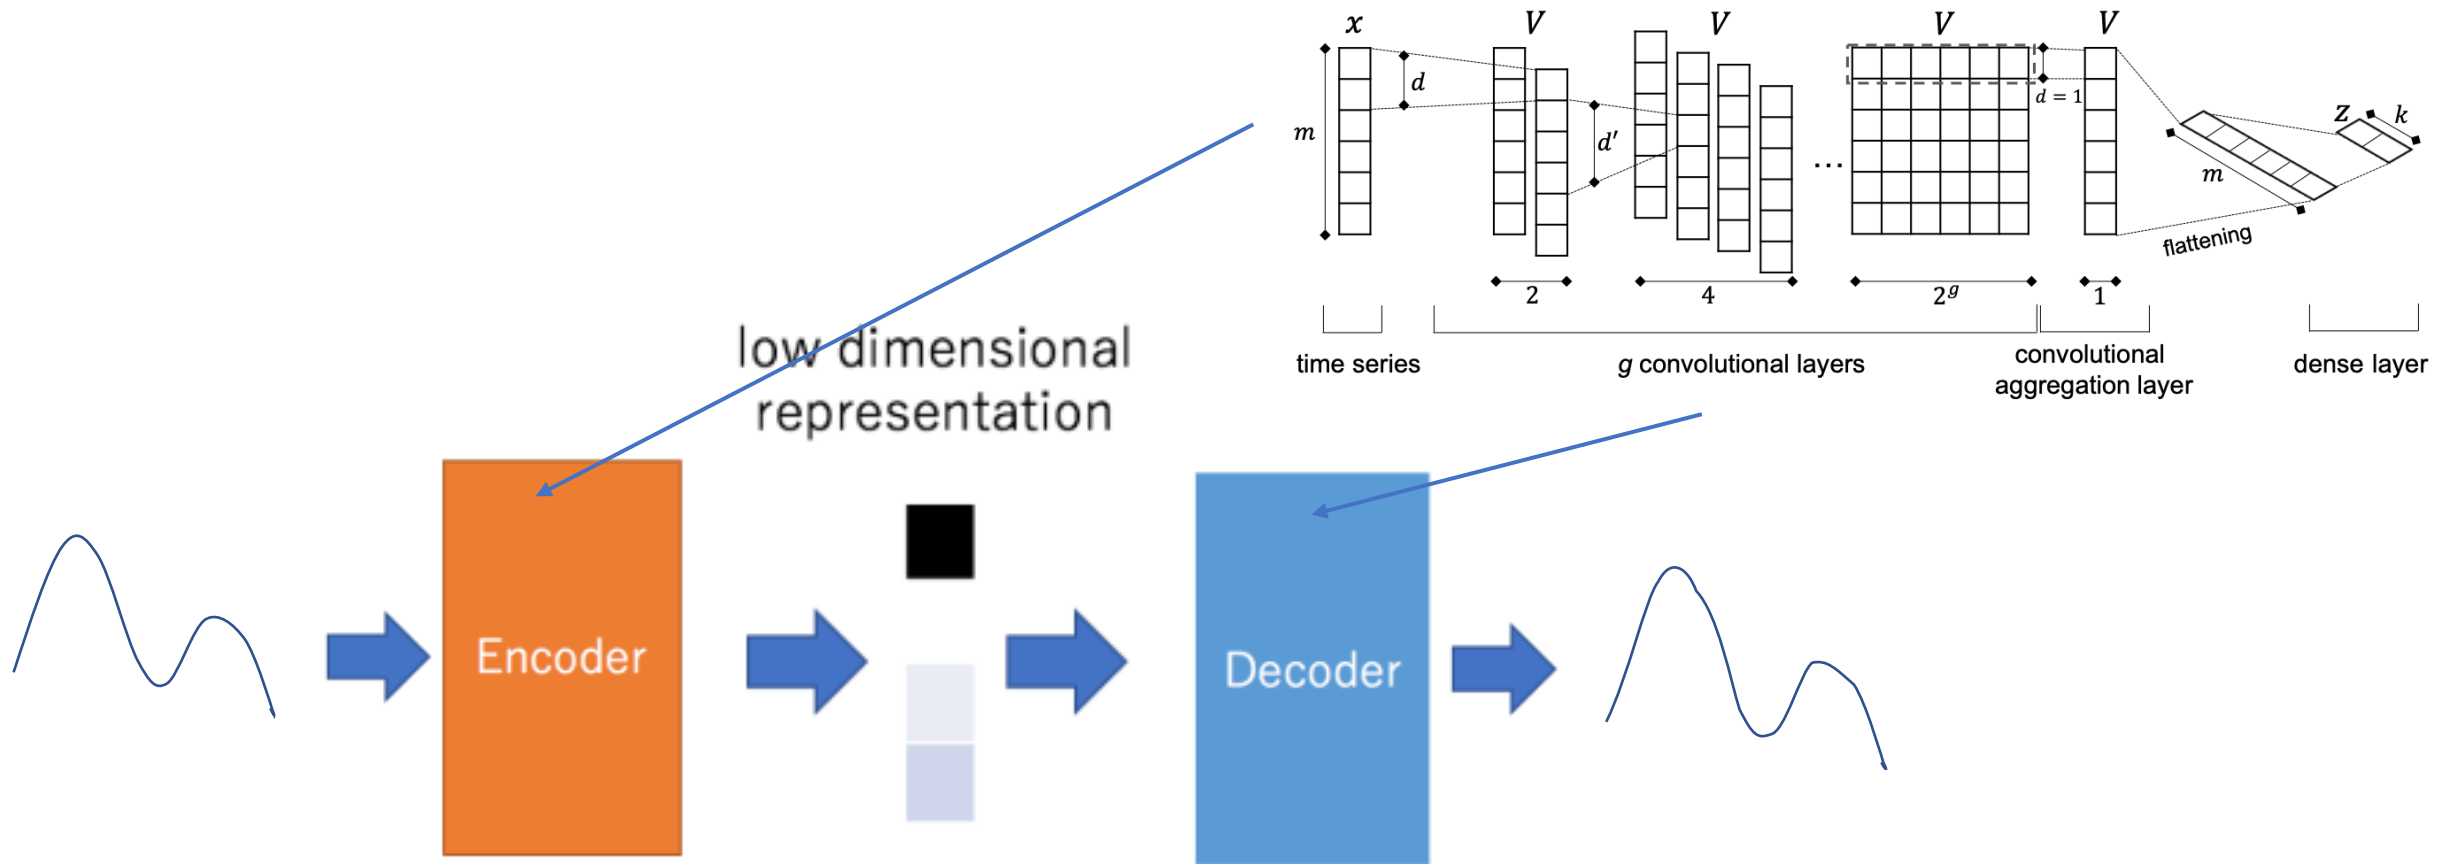 x V V V V
d
d = 1
m
d′
z k
...
m
flattening
2 4 2^g 1
time series
g convolutional layers
convolutional
aggregation layer
dense layer
low dimensional
representation
Encoder
Decoder